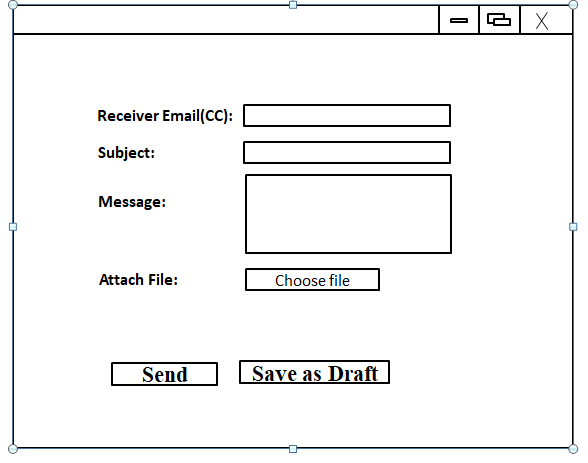 X
Receiver Email(CC):
Subject:
Message:
Attach File: Choose file
Send Save as Draft